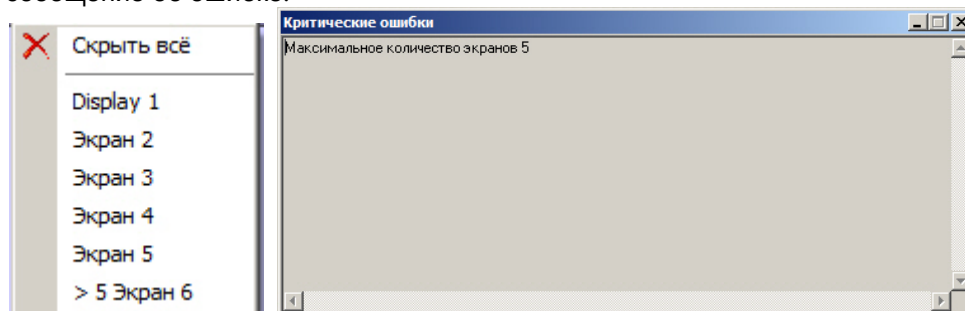 Скрыть всё
Display 1
Экран 2
Экран 3
Экран 4
Экран 5
> 5 Экран 6
Критические ошибки
Максимальное количество экранов 5